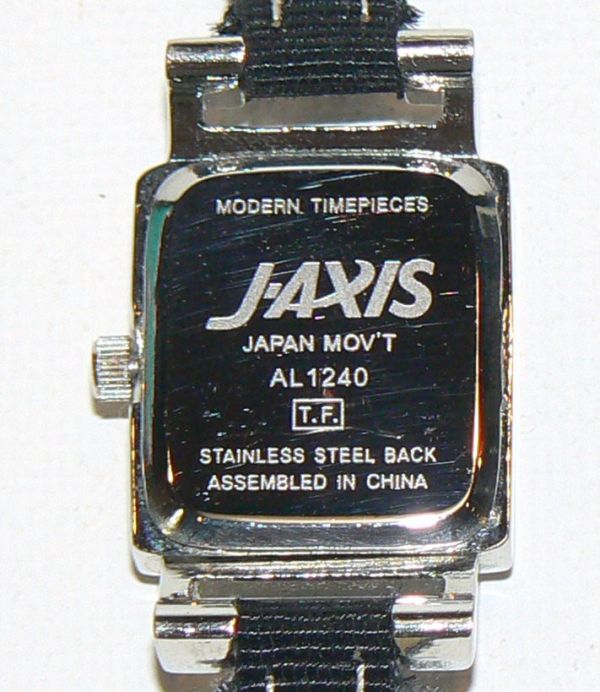 MODERN TIMEPIECES
J-AXIS
JAPAN MOV'T
AL1240
T.F.
STAINLESS STEEL BACK
ASSEMBLED IN CHINA